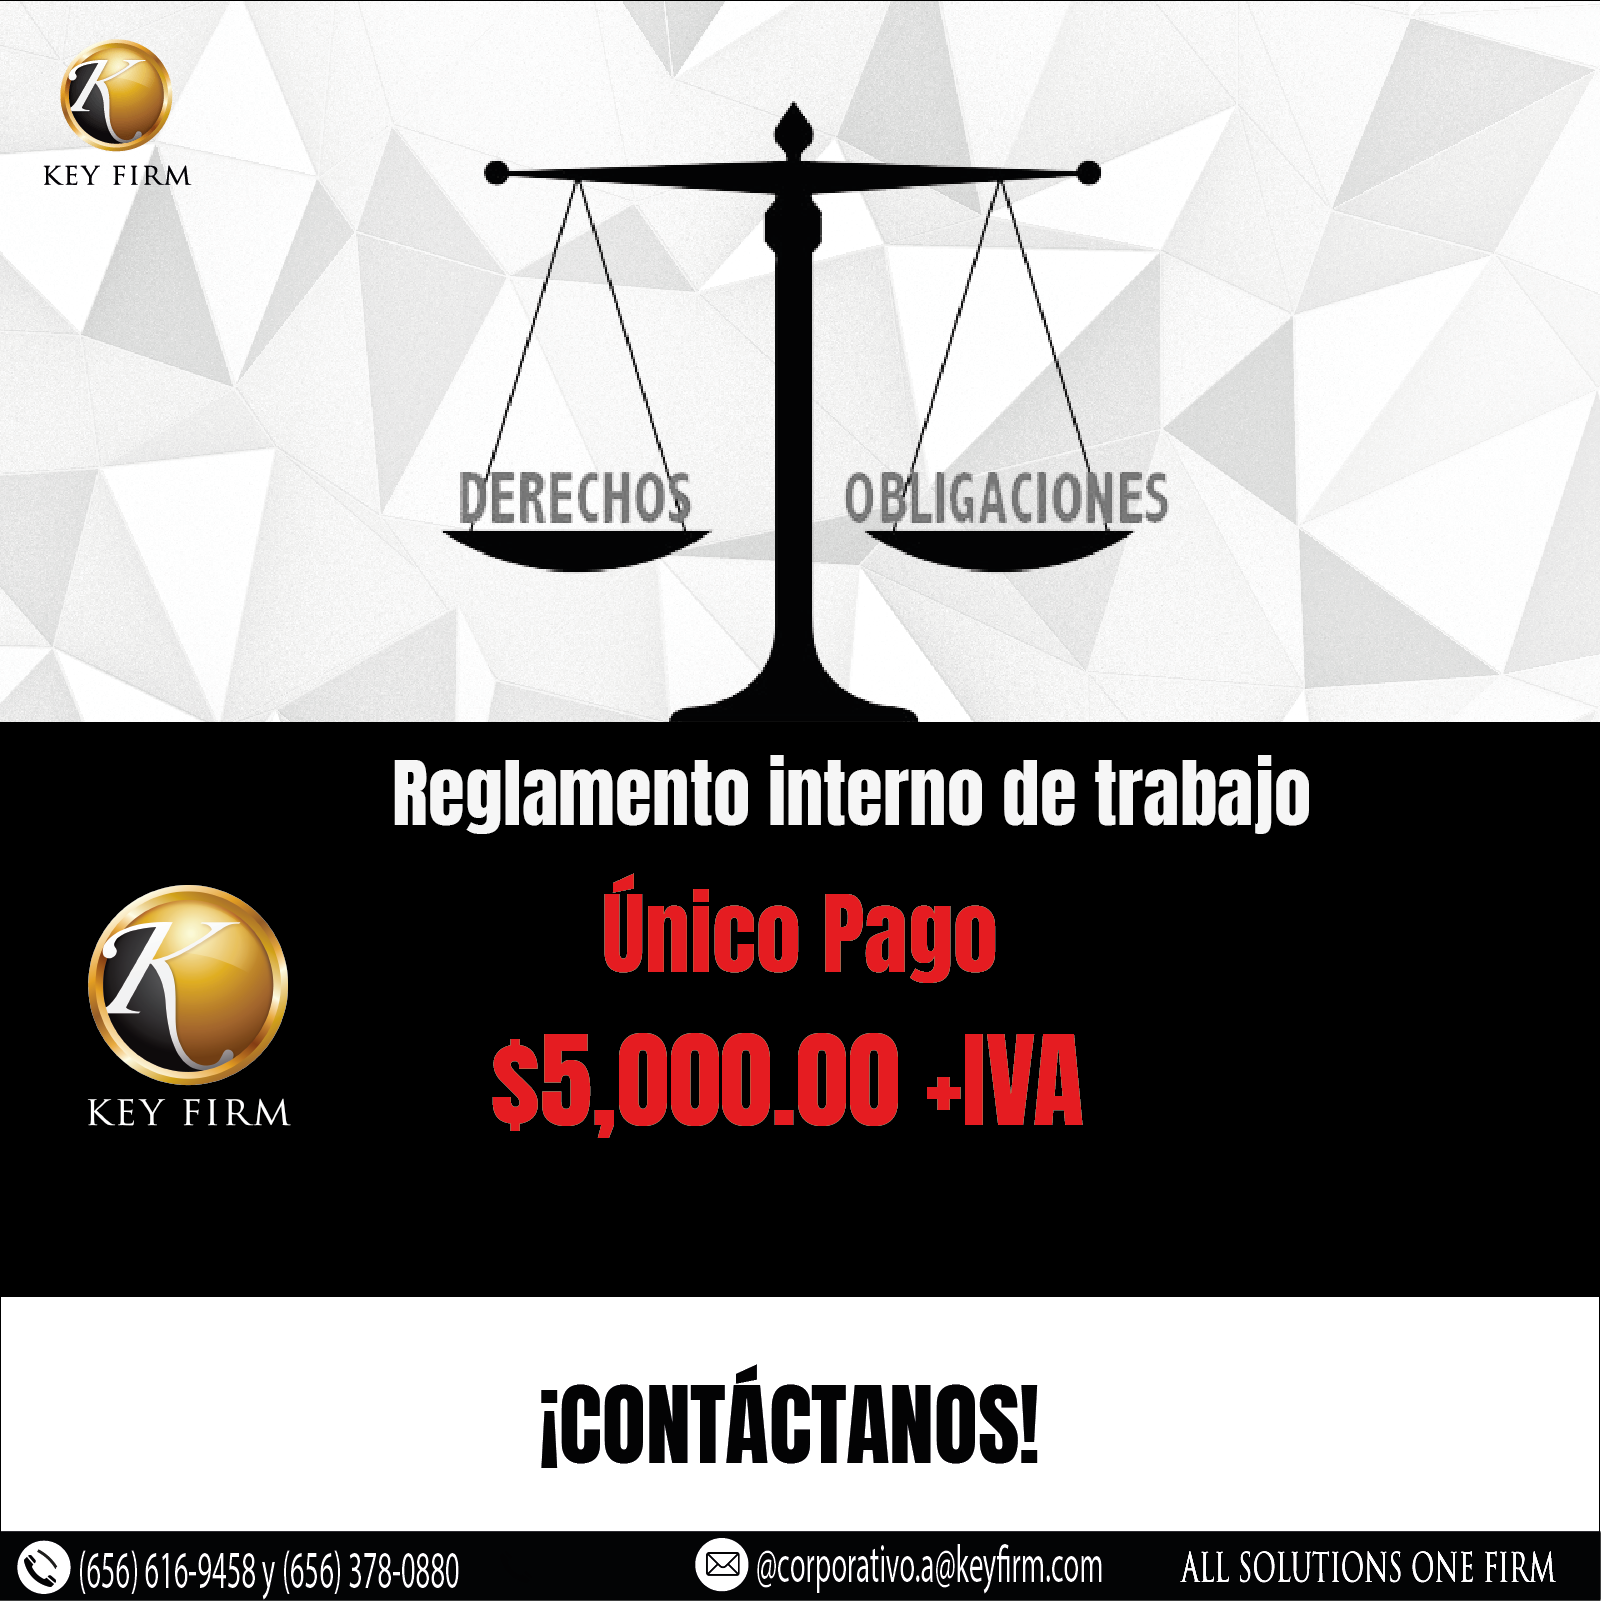 K
KEY FIRM
DERECHOS
OBLIGACIONES
Reglamento interno de trabajo
Único Pago
$5,000.00 +IVA
K
KEY FIRM
¡CONTÁCTANOS!
(656) 616-9458 y (656) 378-0880
@corporativo.a@keyfirm.com
ALL SOLUTIONS ONE FIRM